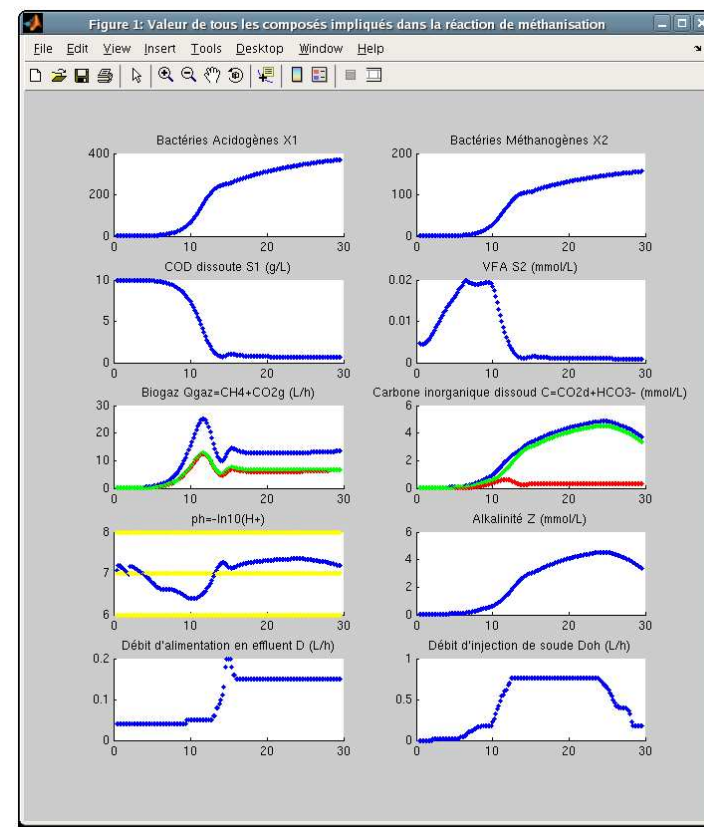 Figure 1: Valeur de tous les composés impliqués dans la réaction de méthanisation
File Edit View Insert Tools Desktop Window Help
Bactéries Acidogènes X1
400
200
0
0 10 20 30
Bactéries Méthanogènes X2
200
100
0
0 10 20 30
COD dissoute S1 (g/L)
10
5
0
0 10 20 30
VFA S2 (mmol/L)
0.02
0.01
0
0 10 20 30
Biogaz Qgaz=CH4+CO2g (L/h)
30
20
10
0
0 10 20 30
Carbone inorganique dissoud C=CO2d+HCO3- (mmol/L)
6
4
2
0
0 10 20 30
ph=-ln10(H+)
8
7
6
0 10 20 30
Alkalinité Z (mmol/L)
6
4
2
0
0 10 20 30
Débit d'alimentation en effluent D (L/h)
0.2
0.1
0
0 10 20 30
Débit d'injection de soude Doh (L/h)
1
0.5
0
0 10 20 30